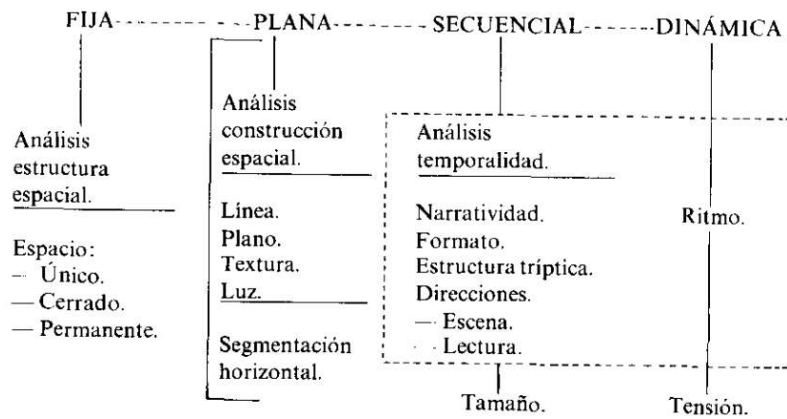 FIJA PLANA SECUENCIAL DINÁMICA
Análisis
estructura
espacial.
Espacio:
— Único.
— Cerrado.
— Permanente.
Análisis
construcción
espacial.
Línea.
Plano.
Textura.
Luz.
Segmentación
horizontal.
Análisis
temporalidad.
Narratividad.
Formato.
Estructura tríptica.
Direcciones.
— Escena.
— Lectura.
Tamaño.
Ritmo.
Tensión.